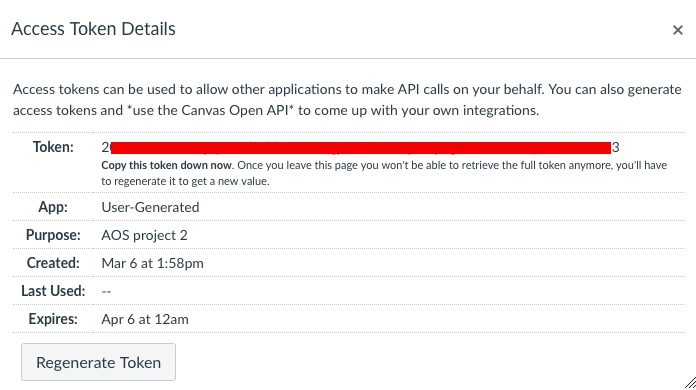 Access Token Details ×
Access tokens can be used to allow other applications to make API calls on your behalf. You can also generate
access tokens and *use the Canvas Open API* to come up with your own integrations.
Token: 2 3
Copy this token down now. Once you leave this page you won't be able to retrieve the full token anymore, you'll have
to regenerate it to get a new value.
App: User-Generated
Purpose: AOS project 2
Created: Mar 6 at 1:58pm
Last Used: --
Expires: Apr 6 at 12am
Regenerate Token